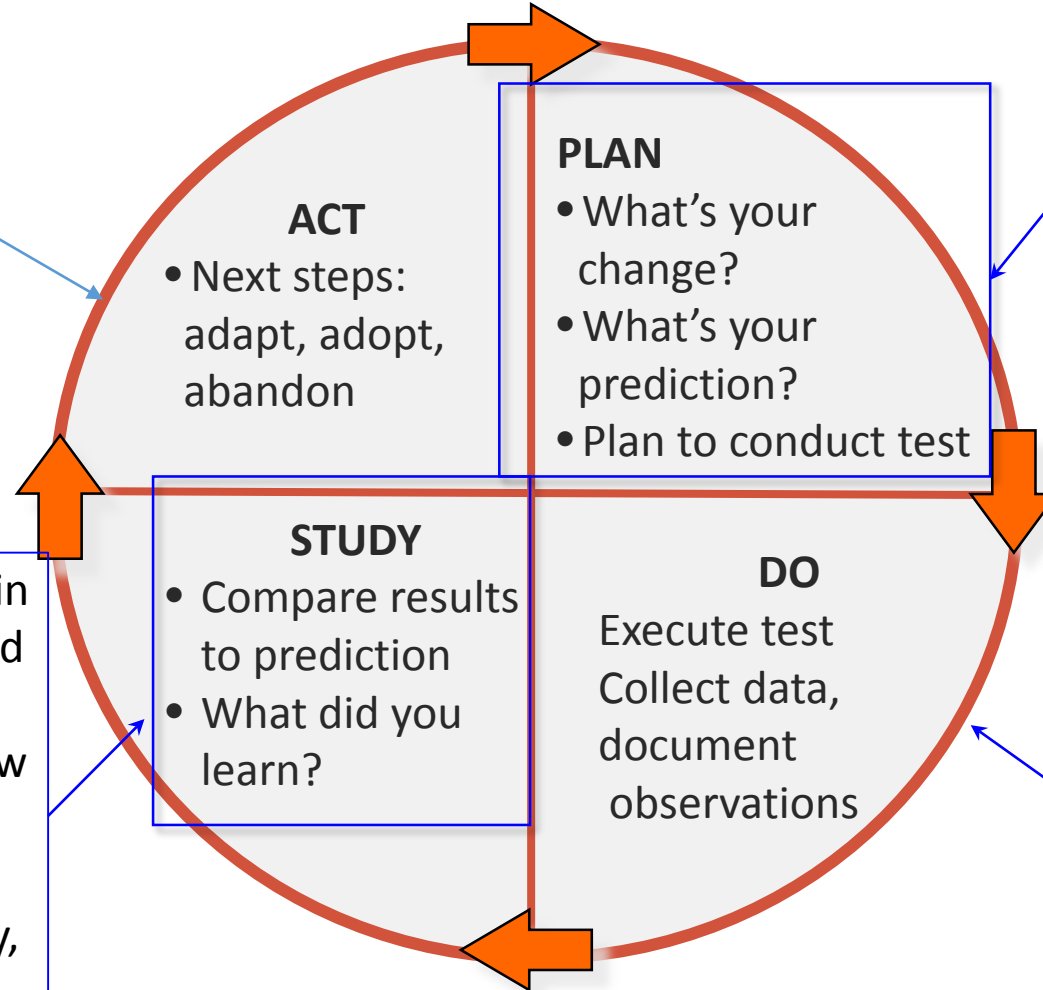 PLAN
• What’s your
change?
• What’s your
prediction?
• Plan to conduct test
DO
Execute test
Collect data,
document
observations
STUDY
• Compare results
to prediction
• What did you
learn?
ACT
• Next steps:
adapt, adopt,
abandon
in